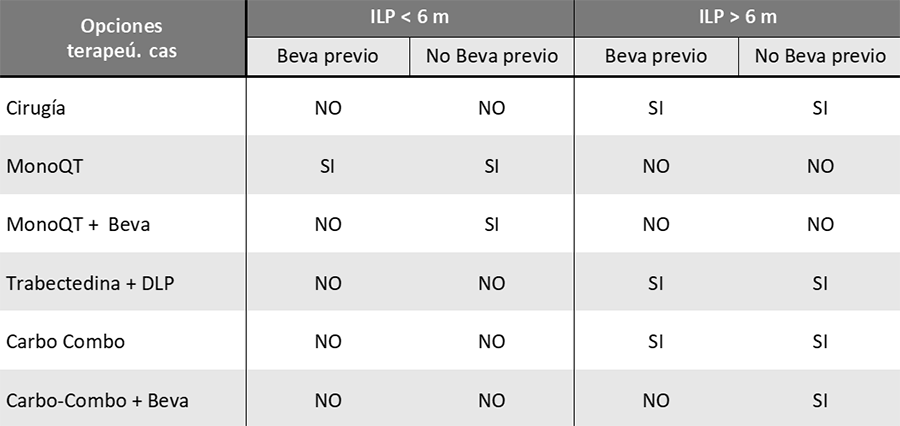 Opciones terapeú. cas ILP < 6 m ILP > 6 m
Beva previo No Beva previo Beva previo No Beva previo
Cirugía NO NO SI SI
MonoQT SI SI NO NO
MonoQT + Beva NO SI NO NO
Trabectedina + DLP NO NO SI SI
Carbo Combo NO NO SI SI
Carbo-Combo + Beva NO NO NO SI